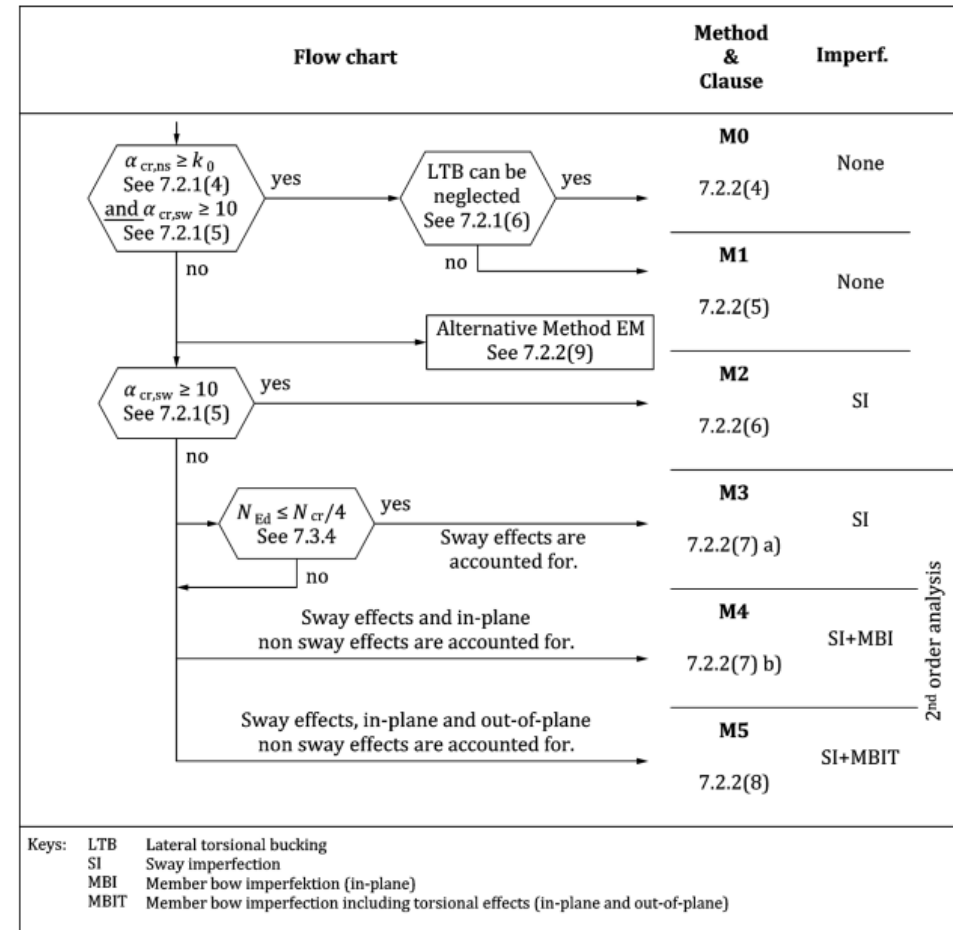 Flow chart
Method
&
Clause
Imperf.
α cr,ns ≥ k 0
See 7.2.1(4)
and α cr,sw ≥ 10
See 7.2.1(5)
yes
LTB can be
neglected
See 7.2.1(6)
yes
M0
7.2.2(4)
None
no
no
M1
7.2.2(5)
None
Alternative Method EM
See 7.2.2(9)
α cr,sw ≥ 10
See 7.2.1(5)
yes
M2
7.2.2(6)
SI
no
N Ed ≤ N cr/4
See 7.3.4
yes
Sway effects are
accounted for.
M3
7.2.2(7) a)
SI
no
Sway effects and in-plane
non sway effects are accounted for.
M4
7.2.2(7) b)
SI+MBI
Sway effects, in-plane and out-of-plane
non sway effects are accounted for.
M5
7.2.2(8)
SI+MBIT
2nd order analysis
Keys: LTB Lateral torsional bucking
SI Sway imperfection
MBI Member bow imperfektion (in-plane)
MBIT Member bow imperfection including torsional effects (in-plane and out-of-plane)